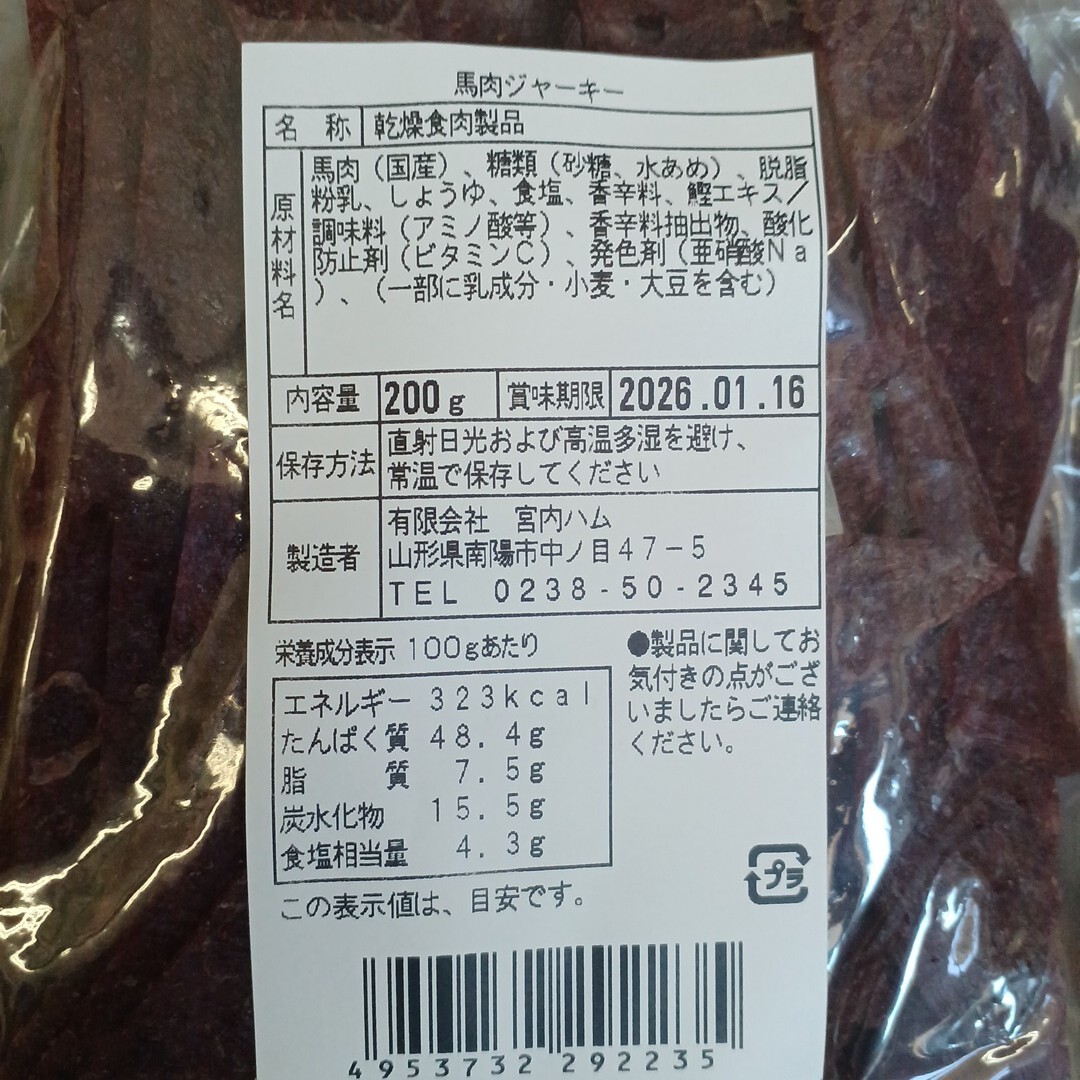 馬肉ジャーキー
名 称 乾燥食肉製品
原材料名
馬肉（国産）、糖類（砂糖、水あめ）、脱脂
粉乳、しょうゆ、食塩、香辛料、鰹エキス／
調味料（アミノ酸等）、香辛料抽出物、酸化
防止剤（ビタミンC）、発色剤（亜硝酸Ｎａ
）、（一部に乳成分・小麦・大豆を含む）
内容量 200g 賞味期限 2026.01.16
保存方法
直射日光および高温多湿を避け、
常温で保存してください
製造者
有限会社　宮内ハム
山形県南陽市中ノ目４７－５
ＴＥＬ　０２３８-５０-２３４５
栄養成分表示 100gあたり
エネルギー 323kcal
たんぱく質 48.4g
脂　　質 7.5g
炭水化物 15.5g
食塩相当量 4.3g
この表示値は、目安です。
●製品に関してお
気付きの点がござ
いましたらご連絡
ください。
プラ
4953732292235